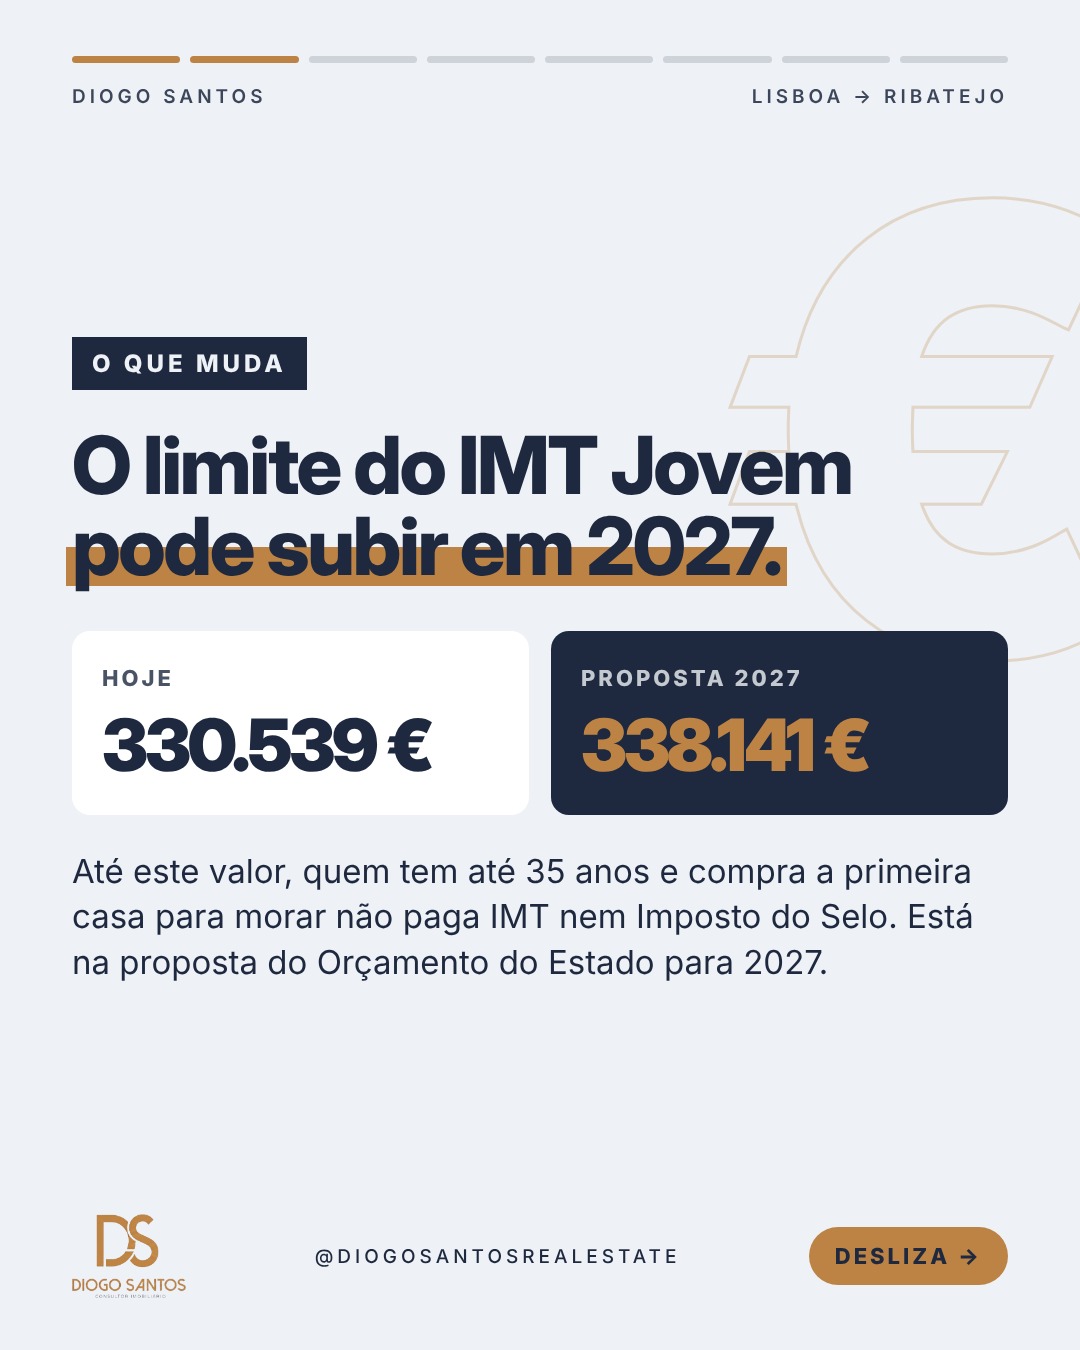 DIOGO SANTOS
LISBOA → RIBATEJO
€
O QUE MUDA
O limite do IMT Jovem
pode subir em 2027.
HOJE
330.539 €
PROPOSTA 2027
338.141 €
Até este valor, quem tem até 35 anos e compra a primeira
casa para morar não paga IMT nem Imposto do Selo. Está
na proposta do Orçamento do Estado para 2027.
DS
DIOGO SANTOS
CONSULTOR IMOBILIÁRIO
@DIOGOSANTOSREALESTATE
DESLIZA →